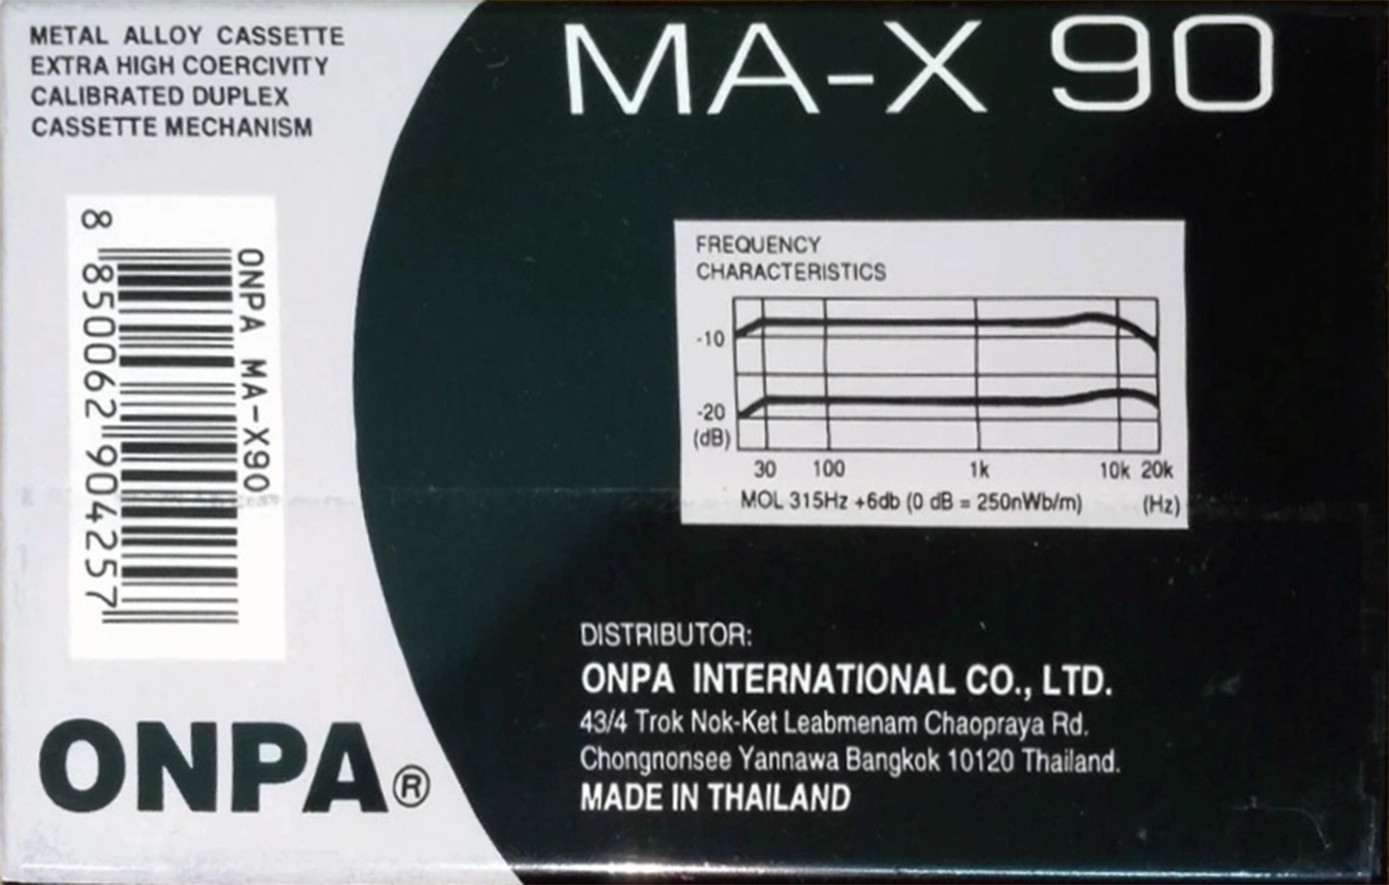 METAL ALLOY CASSETTE
EXTRA HIGH COERCIVITY
CALIBRATED DUPLEX
CASSETTE MECHANISM
MA-X 90
ONPA MA-X90
8 850062 904257
FREQUENCY
CHARACTERISTICS
-10
-20
(dB)
30 100 1k 10k 20k
MOL 315Hz +6db (0 dB = 250nWb/m) (Hz)
ONPA®
DISTRIBUTOR:
ONPA INTERNATIONAL CO., LTD.
43/4 Trok Nok-Ket Leabmenam Chaopraya Rd.
Chongnonsee Yannawa Bangkok 10120 Thailand.
MADE IN THAILAND